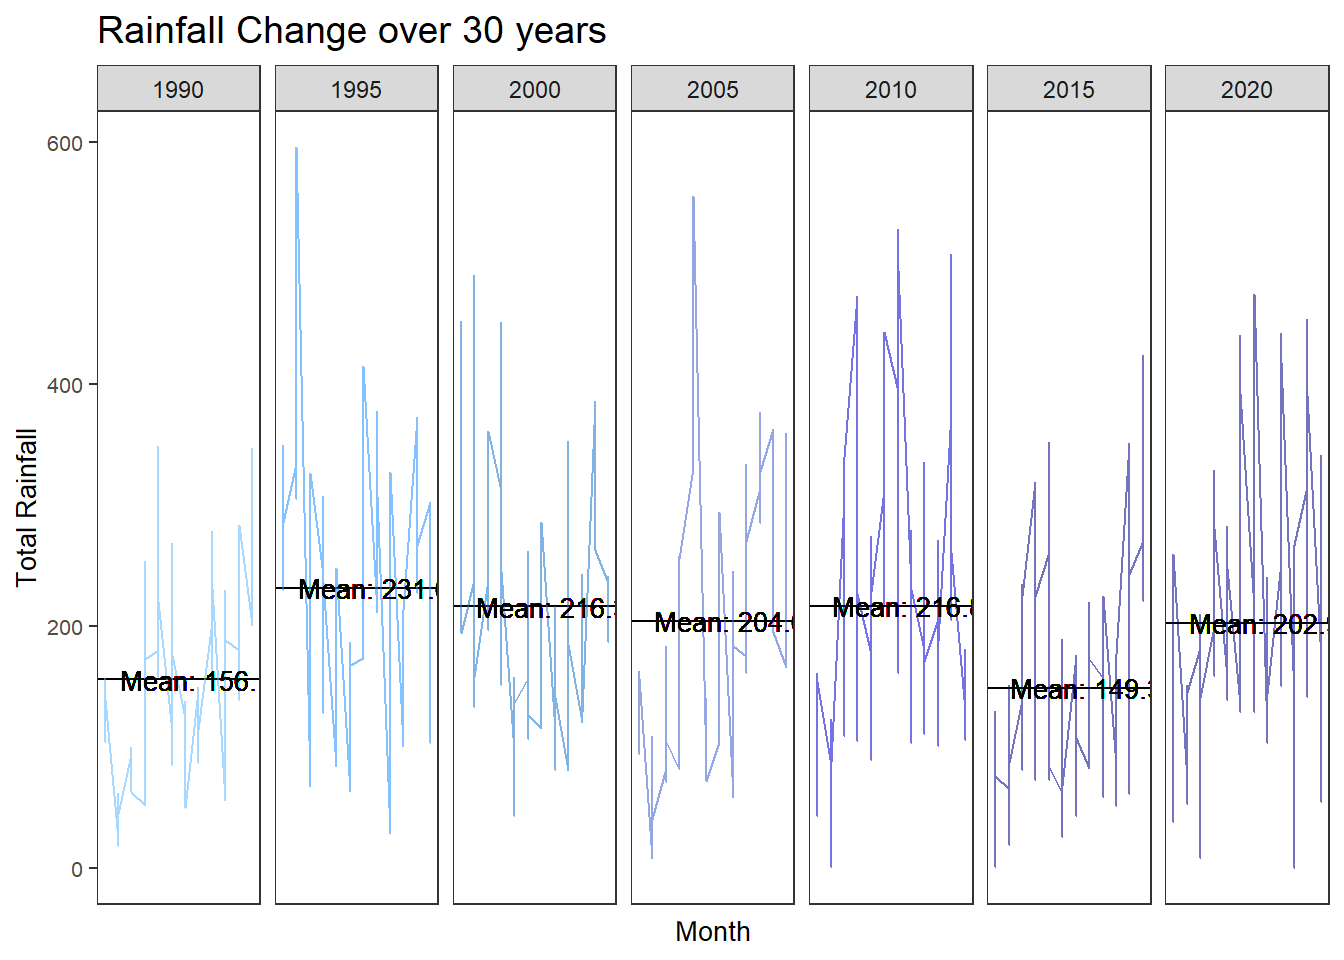 Rainfall Change over 30 years
1990 1995 2000 2005 2010 2015 2020
600
400
200
0
Total Rainfall
Mean: 156.
Mean: 231.
Mean: 216.
Mean: 204.
Mean: 216.
Mean: 149.
Mean: 202.
Month